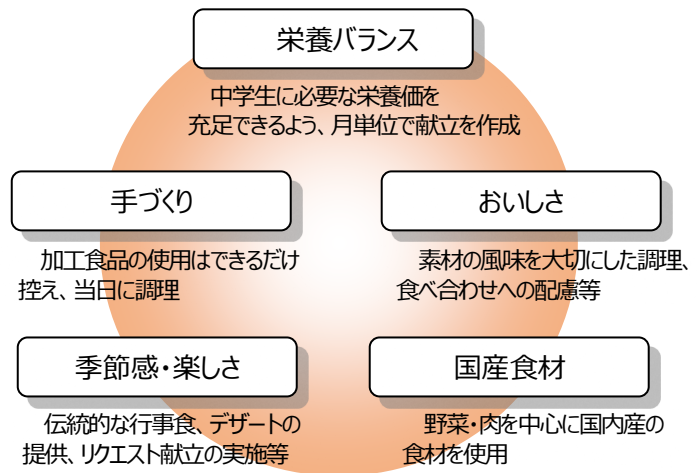 栄養バランス
中学生に必要な栄養価を
充足できるよう、月単位で献立を作成
手づくり
加工食品の使用はできるだけ
控え、当日に調理
おいしさ
素材の風味を大切にした調理、
食べ合わせへの配慮等
季節感・楽しさ
伝統的な行事食、デザートの
提供、リクエスト献立の実施等
国産食材
野菜・肉を中心に国内産の
食材を使用